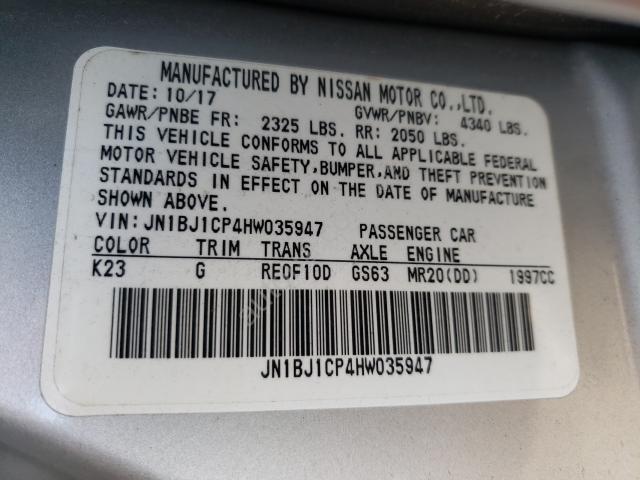 MANUFACTURED BY NISSAN MOTOR CO.,LTD.
DATE: 10/17 GVWR/PNBV: 4340 LBS.
GAWR/PNBE FR: 2325 LBS. RR: 2050 LBS.
THIS VEHICLE CONFORMS TO ALL APPLICABLE FEDERAL
MOTOR VEHICLE SAFETY,BUMPER,AND THEFT PREVENTION
STANDARDS IN EFFECT ON THE DATE OF MANUFACTURE
SHOWN ABOVE.
VIN:JN1BJ1CP4HW035947 PASSENGER CAR
COLOR TRIM TRANS AXLE ENGINE
K23 G RE0F10D GS63 MR20(DD) 1997CC
JN1BJ1CP4HW035947